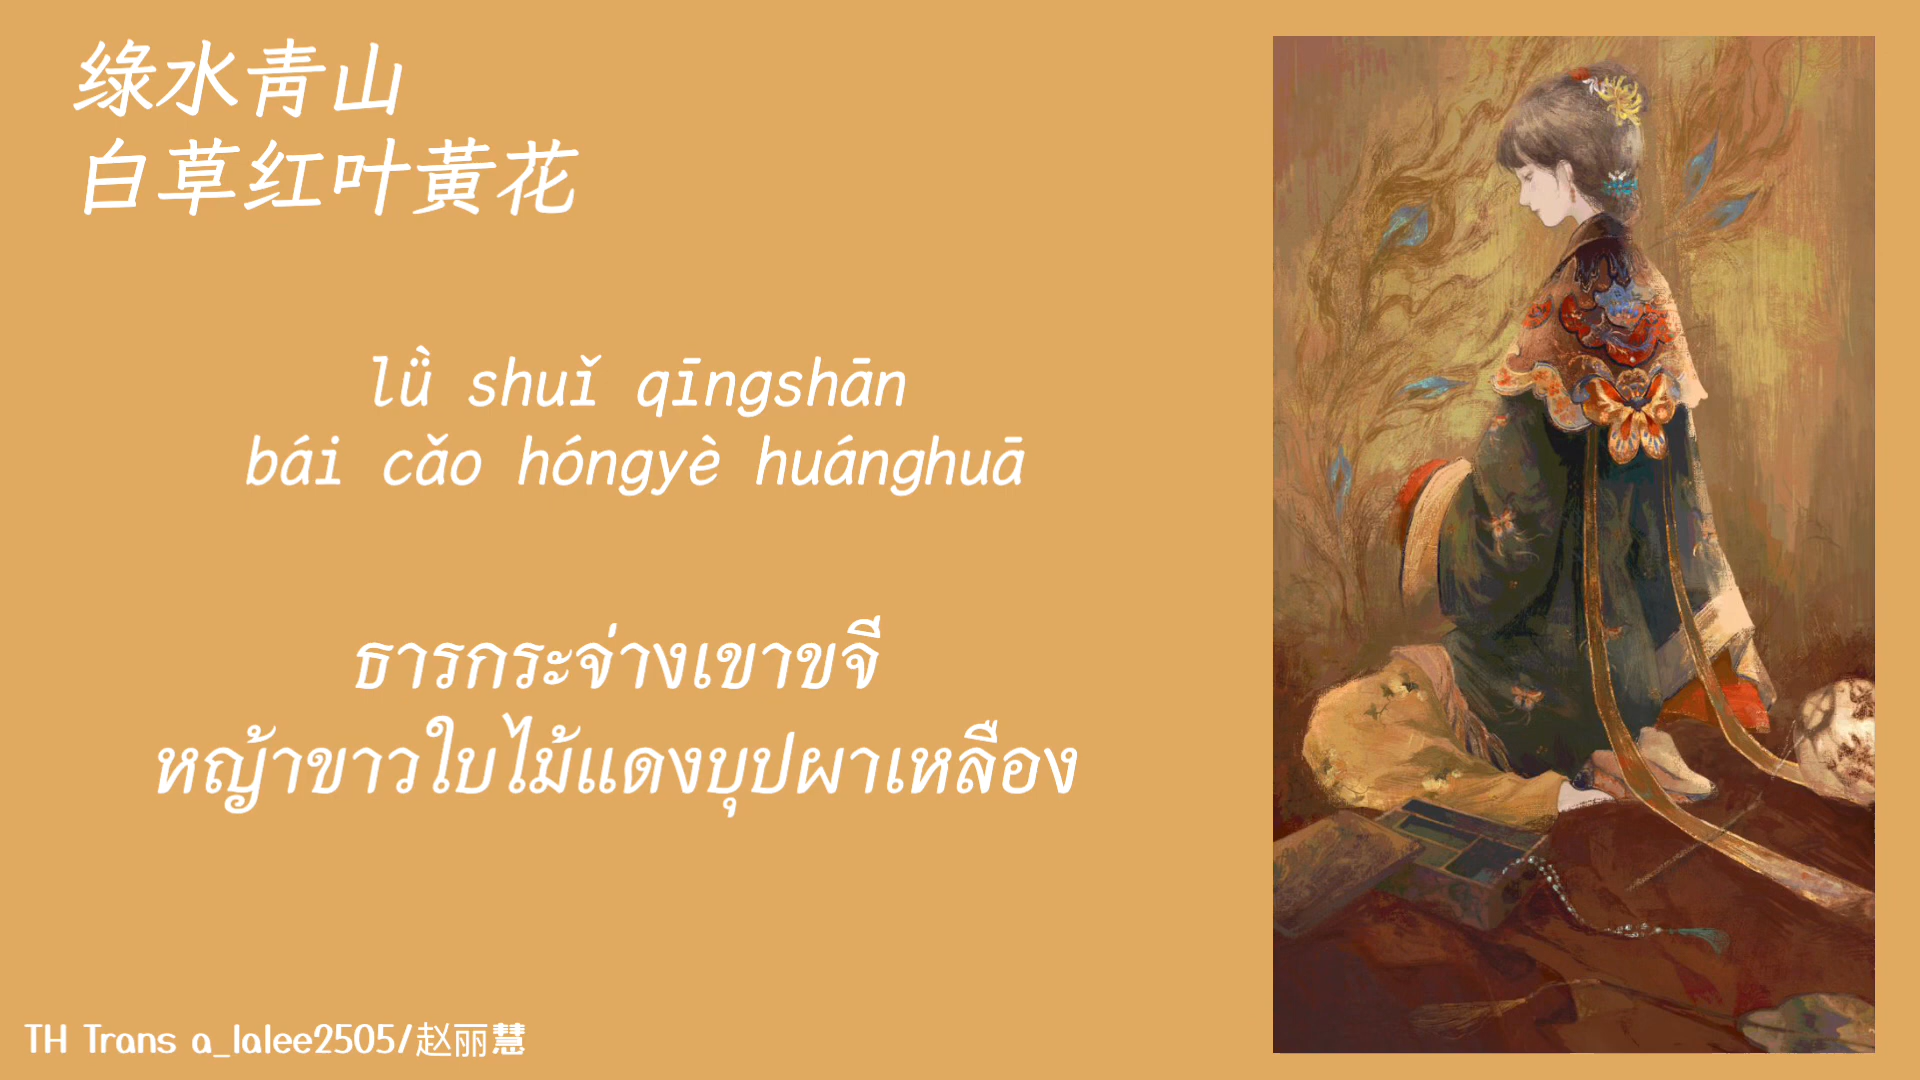 綠水青山
白草红叶黃花
lǜ shuǐ qīngshān
bái cǎo hóngyè huánghuā
ธารกระจ่างเขาขจี
หญ้าขาวใบไม้แดงบุปผาเหลือง
TH Trans a_lalee2505/赵丽慧